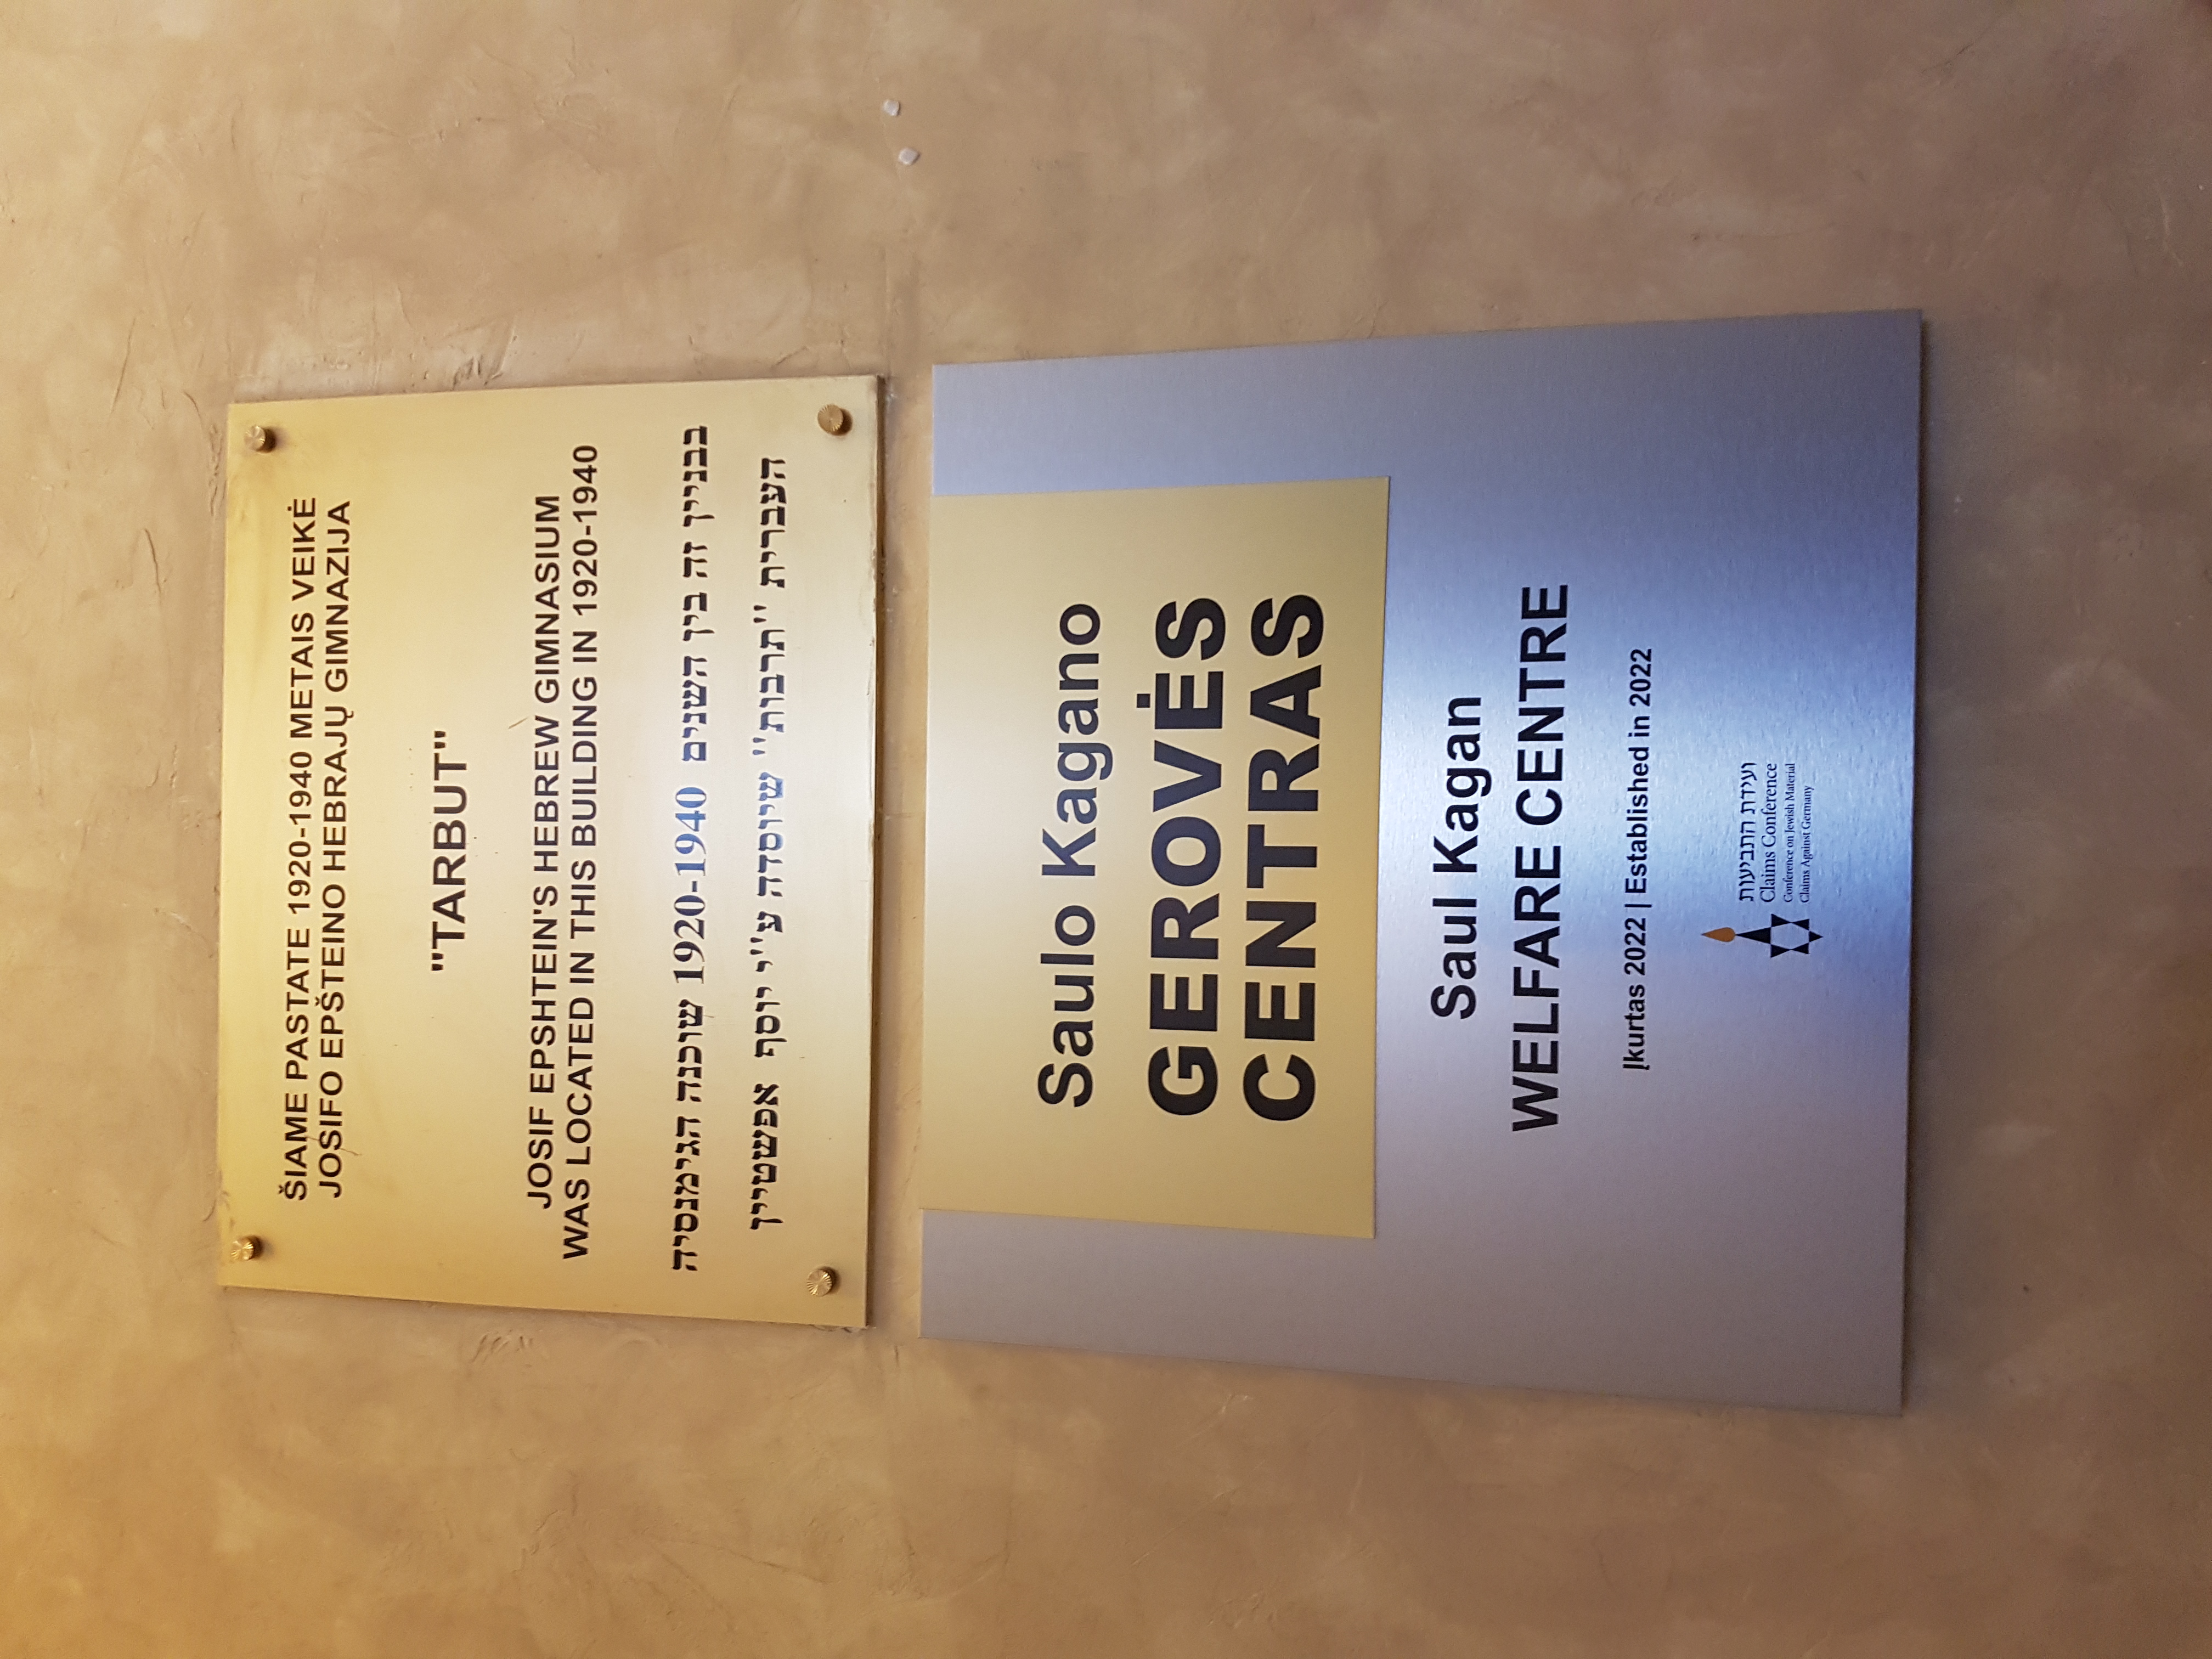 ŠIAME PASTATE 1920-1940 METAIS VEIKĖ
JOSIFO EPŠTEINO HEBRAJŲ GIMNAZIJA
"TARBUT"
JOSIF EPSHTEIN'S HEBREW GIMNASIUM
WAS LOCATED IN THIS BUILDING IN 1920-1940
בבניין זה בין השנים 1920-1940 שוכנה הגימנסיה
העברית "תרבות" שיוסדה ע"י יוסף אפשטיין
Saulo Kagano
GEROVĖS
CENTRAS
Saul Kagan
WELFARE CENTRE
Įkurtas 2022 | Established in 2022
ועידת התביעות
Claims Conference
Conference on Jewish Material
Claims Against Germany